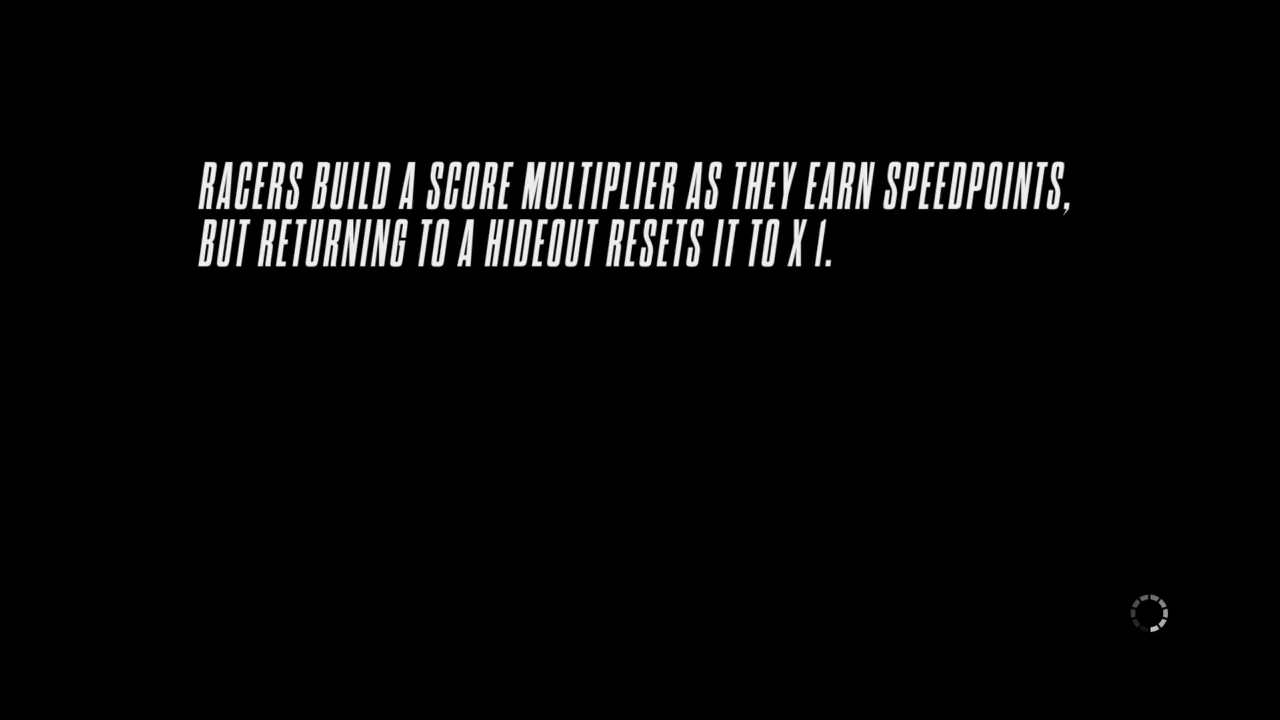 RACERS BUILD A SCORE MULTIPLIER AS THEY EARN SPEEDPOINTS,
BUT RETURNING TO A HIDEOUT RESETS IT TO X 1.